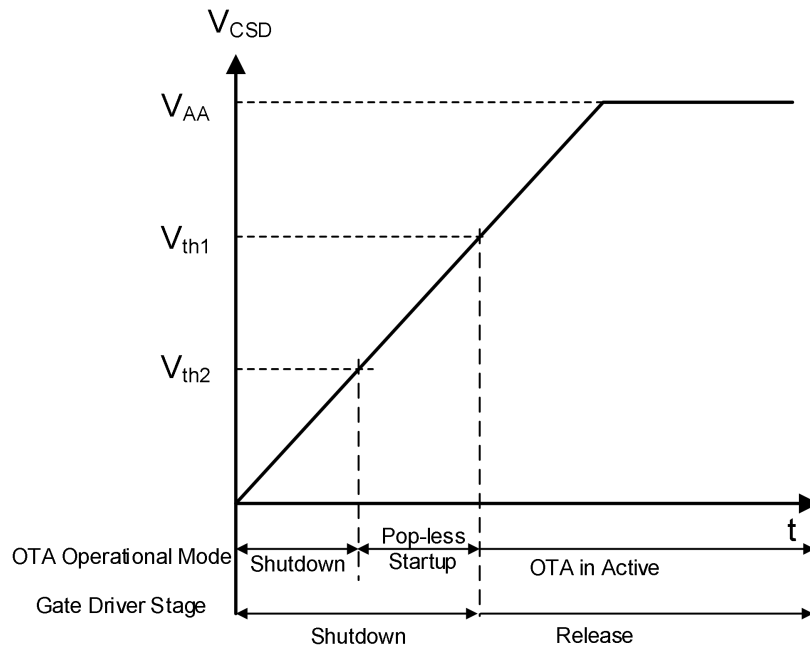 V_CSD
V_AA
V_th1
V_th2
t
OTA Operational Mode
Shutdown
Pop-less
Startup
OTA in Active
Gate Driver Stage
Shutdown
Release